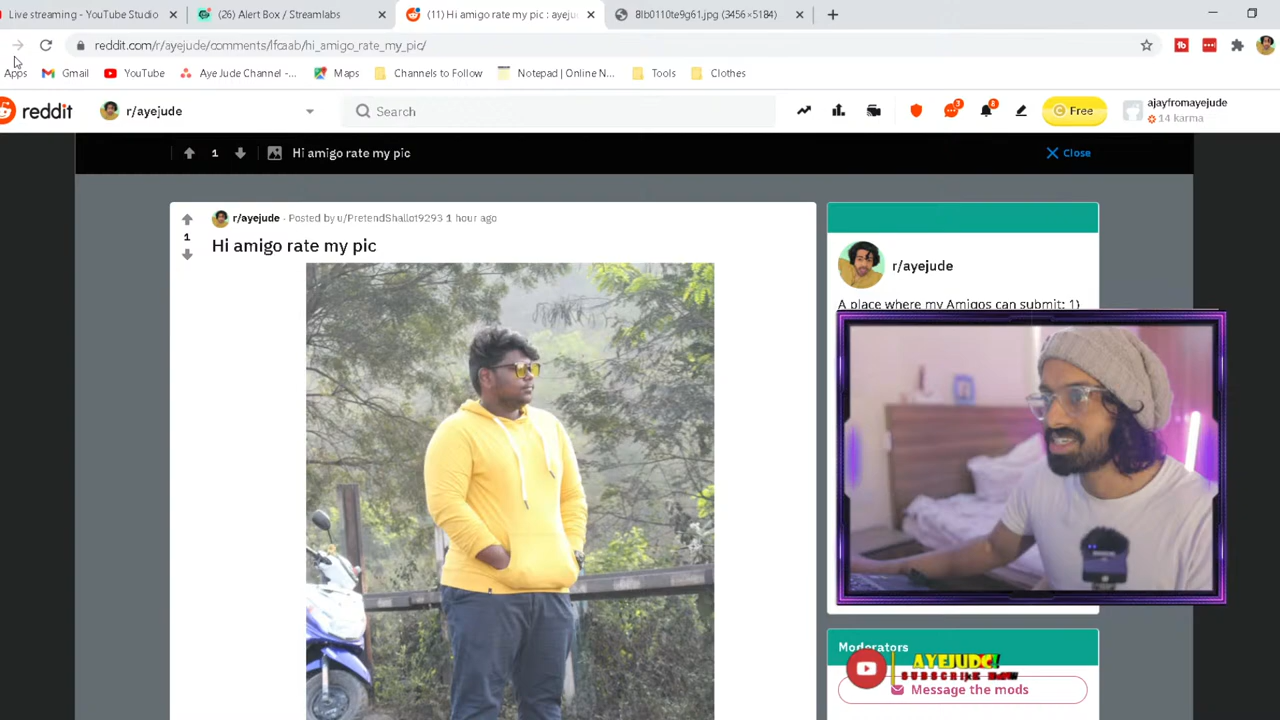 Live streaming - YouTube Studio
(26) Alert Box / Streamlabs
(11) Hi amigo rate my pic : ayeju
8lb0110te9g61.jpg (3456×5184)
reddit.com/r/ayejude/comments/lfcaab/hi_amigo_rate_my_pic/
Apps
Gmail
YouTube
Aye Jude Channel -...
Maps
Channels to Follow
Notepad | Online N...
Tools
Clothes
reddit
r/ayejude
Search
3
8
Free
ajayfromayejude
14 karma
1
Hi amigo rate my pic
Close
r/ayejude · Posted by u/PretendShallot9293 1 hour ago
1
Hi amigo rate my pic
r/ayejude
A place where my Amigos can submit: 1)
Moderators
AYEJUDE!
SUBSCRIBE NOW
Message the mods